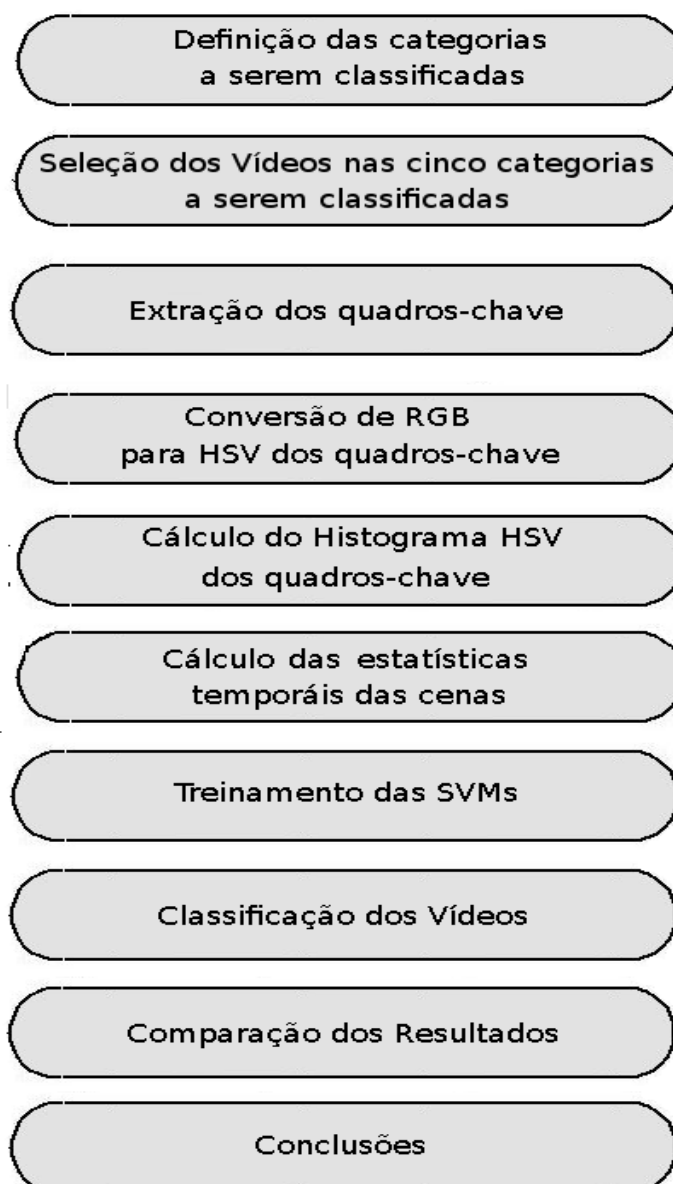 Definição das categorias
a serem classificadas
Seleção dos Vídeos nas cinco categorias
a serem classificadas
Extração dos quadros-chave
Conversão de RGB
para HSV dos quadros-chave
Cálculo do Histograma HSV
dos quadros-chave
Cálculo das estatísticas
temporáis das cenas
Treinamento das SVMs
Classificação dos Vídeos
Comparação dos Resultados
Conclusões